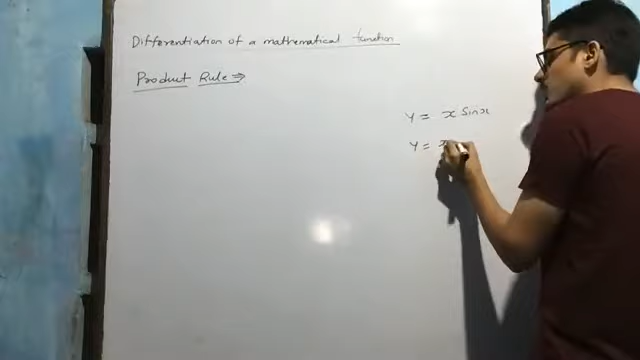 Differentiation of a mathematical function
Product Rule ⇒
y = x Sinx
y =